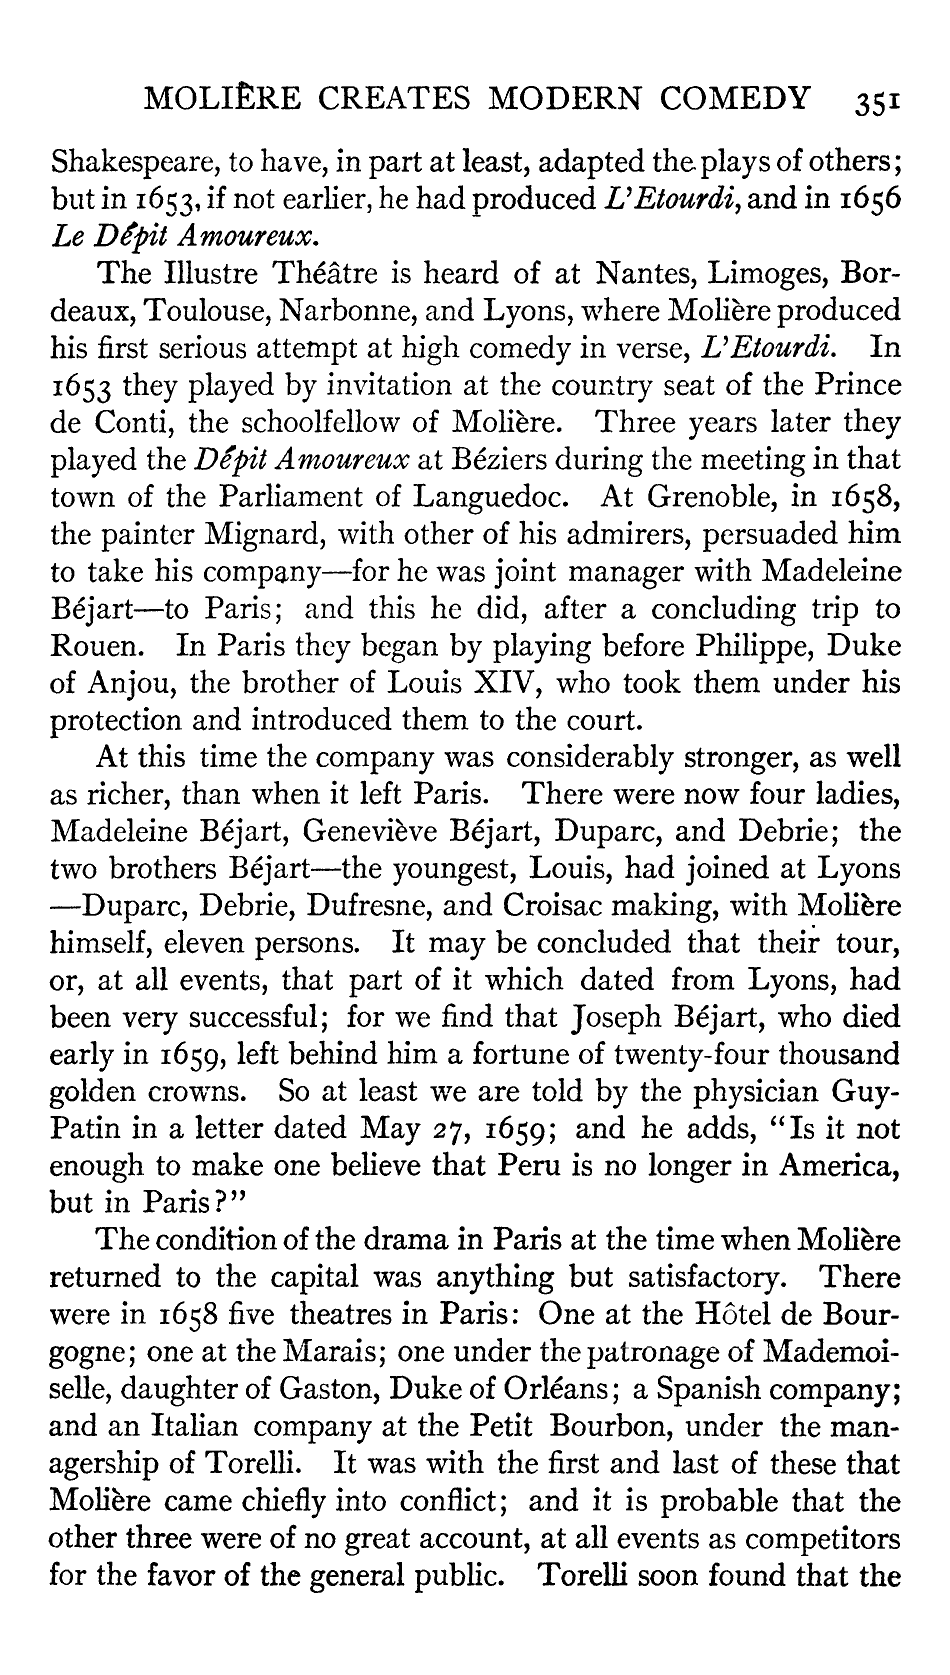 MOLIÈRE CREATES MODERN COMEDY 351
Shakespeare, to have, in part at least, adapted the plays of others;
but in 1653, if not earlier, he had produced L'Etourdi, and in 1656
Le Dépit Amoureux.
The Illustre Théâtre is heard of at Nantes, Limoges, Bor-
deaux, Toulouse, Narbonne, and Lyons, where Molière produced
his first serious attempt at high comedy in verse, L'Etourdi. In
1653 they played by invitation at the country seat of the Prince
de Conti, the schoolfellow of Molière. Three years later they
played the Dépit Amoureux at Béziers during the meeting in that
town of the Parliament of Languedoc. At Grenoble, in 1658,
the painter Mignard, with other of his admirers, persuaded him
to take his company—for he was joint manager with Madeleine
Béjart—to Paris; and this he did, after a concluding trip to
Rouen. In Paris they began by playing before Philippe, Duke
of Anjou, the brother of Louis XIV, who took them under his
protection and introduced them to the court.
At this time the company was considerably stronger, as well
as richer, than when it left Paris. There were now four ladies,
Madeleine Béjart, Geneviève Béjart, Duparc, and Debrie; the
two brothers Béjart—the youngest, Louis, had joined at Lyons
—Duparc, Debrie, Dufresne, and Croisac making, with Molière
himself, eleven persons. It may be concluded that their tour,
or, at all events, that part of it which dated from Lyons, had
been very successful; for we find that Joseph Béjart, who died
early in 1659, left behind him a fortune of twenty-four thousand
golden crowns. So at least we are told by the physician Guy-
Patin in a letter dated May 27, 1659; and he adds, "Is it not
enough to make one believe that Peru is no longer in America,
but in Paris?"
The condition of the drama in Paris at the time when Molière
returned to the capital was anything but satisfactory. There
were in 1658 five theatres in Paris: One at the Hôtel de Bour-
gogne; one at the Marais; one under the patronage of Mademoi-
selle, daughter of Gaston, Duke of Orléans; a Spanish company;
and an Italian company at the Petit Bourbon, under the man-
agership of Torelli. It was with the first and last of these that
Molière came chiefly into conflict; and it is probable that the
other three were of no great account, at all events as competitors
for the favor of the general public. Torelli soon found that the